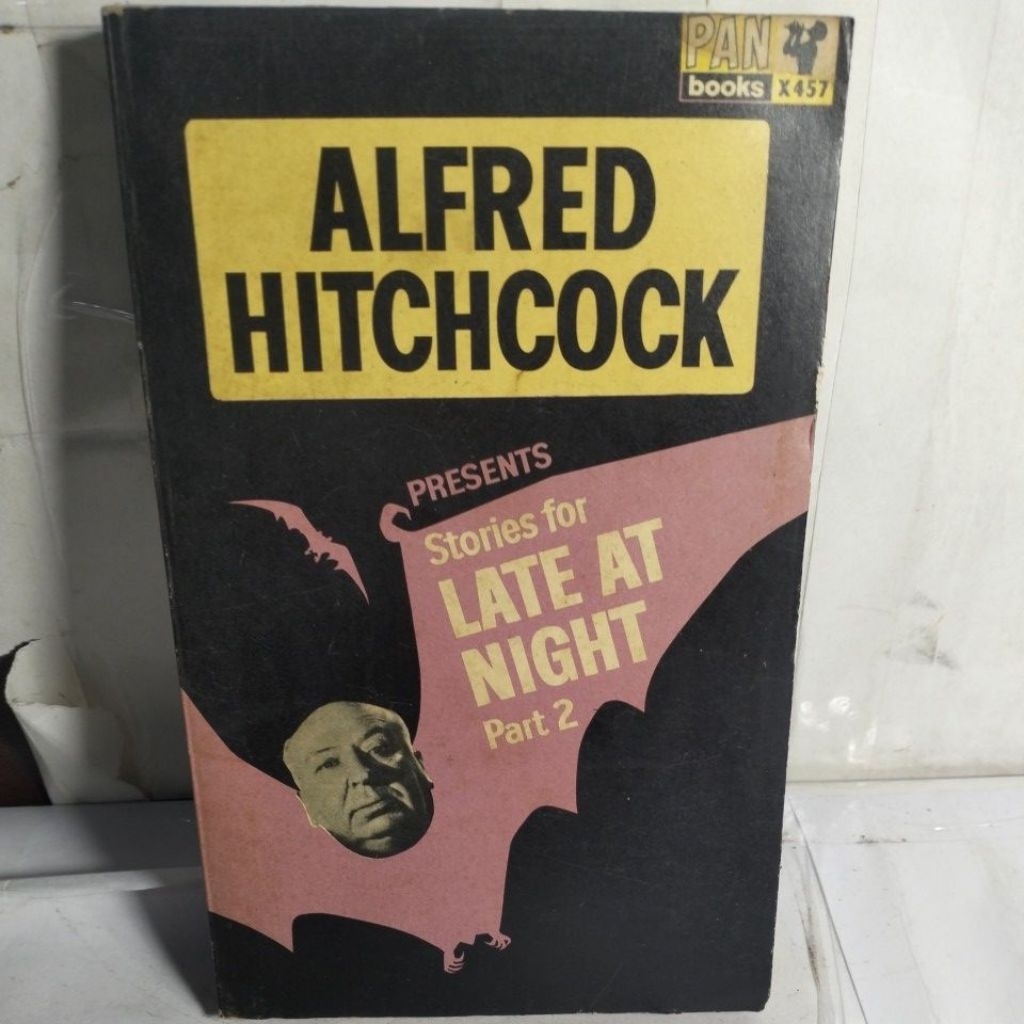 PAN
books X457
ALFRED
HITCHCOCK
PRESENTS
Stories for
LATE AT
NIGHT
Part 2